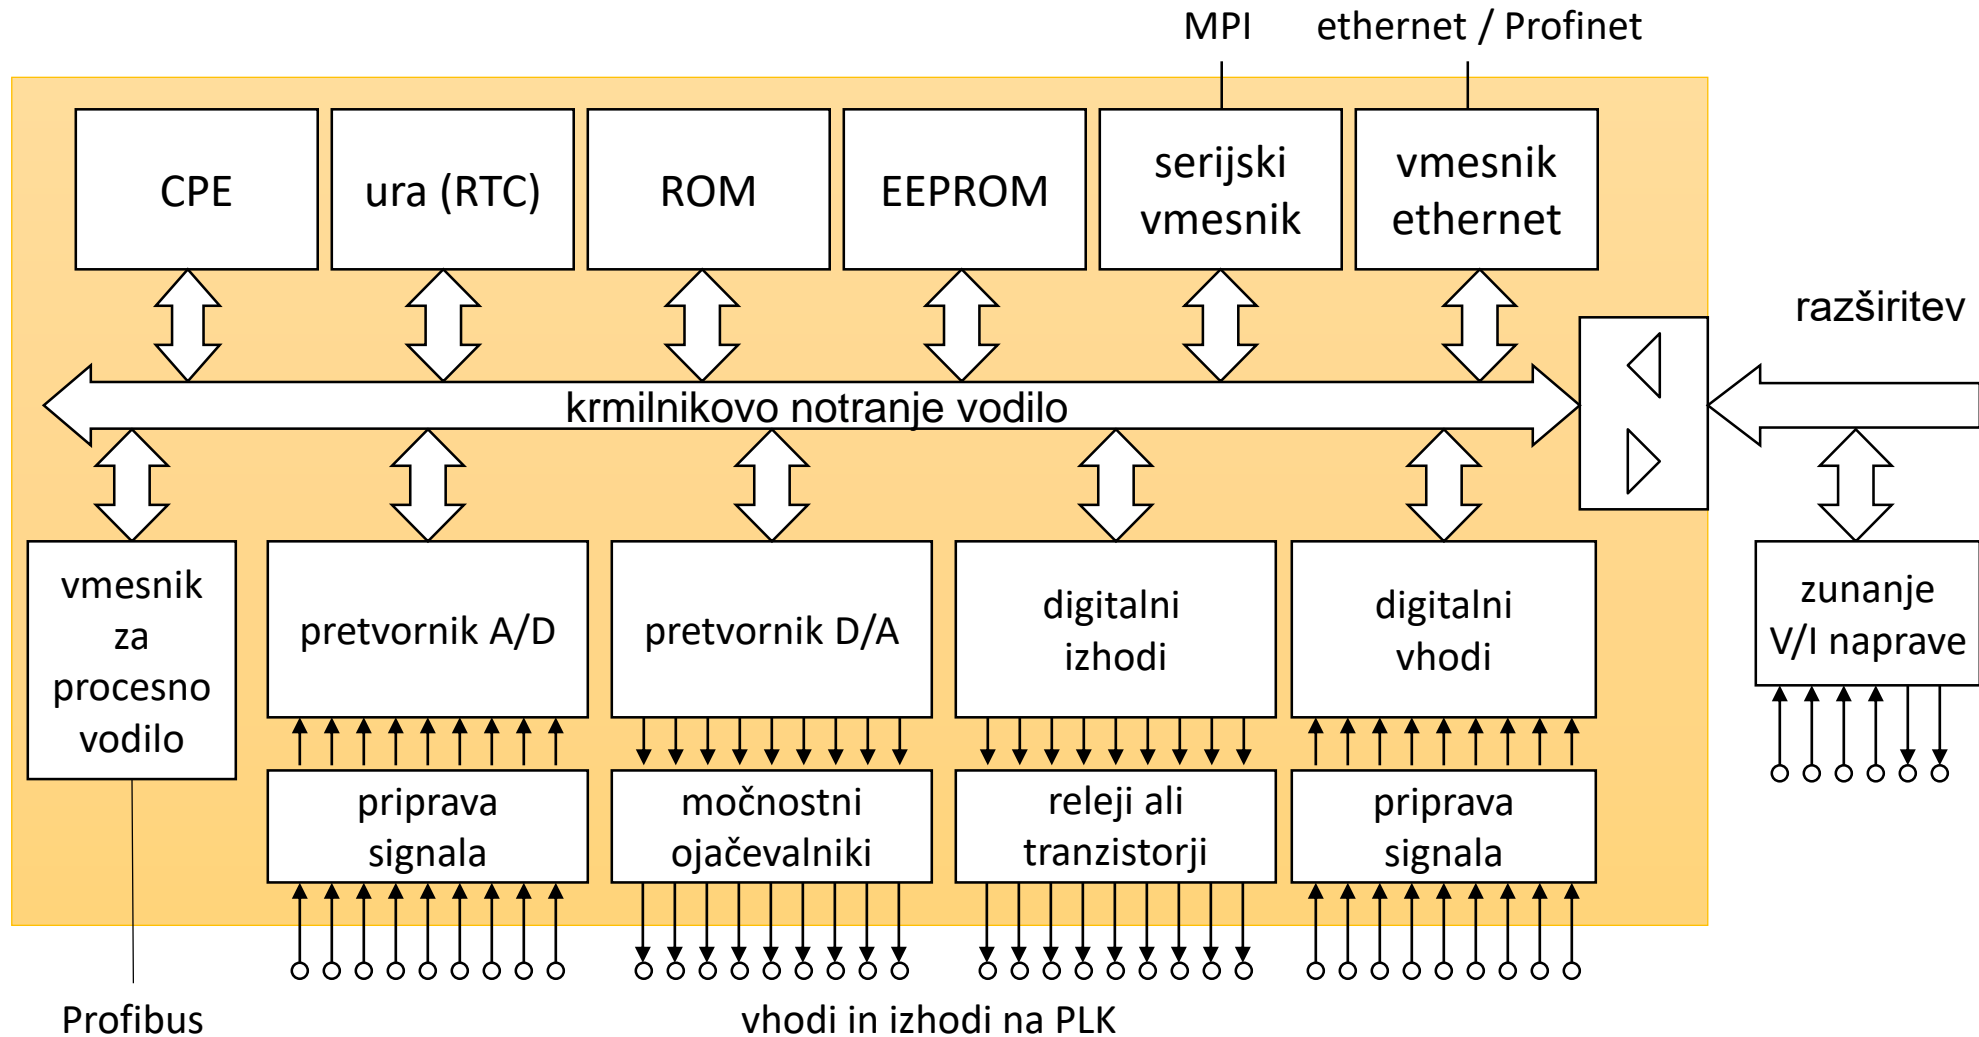 MPI
ethernet / Profinet
CPE
ura (RTC)
ROM
EEPROM
serijski
vmesnik
vmesnik
ethernet
razširitev
krmilnikovo notranje vodilo
vmesnik
za
procesno
vodilo
pretvornik A/D
pretvornik D/A
digitalni
izhodi
digitalni
vhodi
zunanje
V/I naprave
priprava
signala
močnostni
ojačevalniki
releji ali
tranzistorji
priprava
signala
Profibus
vhodi in izhodi na PLK